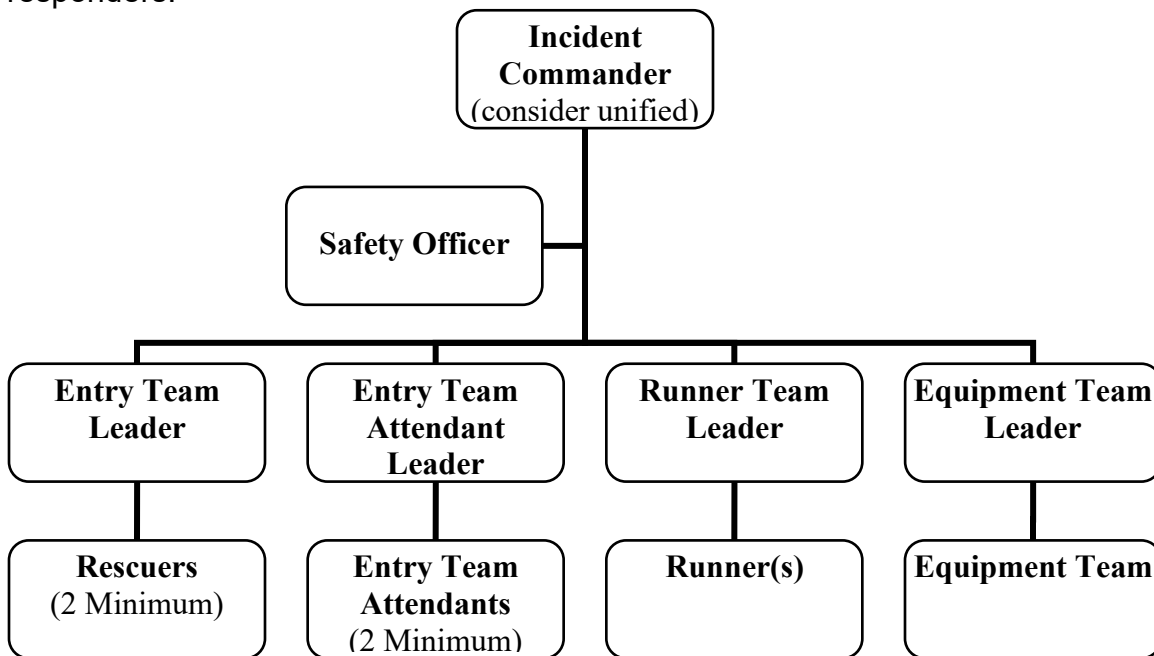 responders.
Incident
Commander
(consider unified)
Safety Officer
Entry Team
Leader
Entry Team
Attendant
Leader
Runner Team
Leader
Equipment Team
Leader
Rescuers
(2 Minimum)
Entry Team
Attendants
(2 Minimum)
Runner(s)
Equipment Team